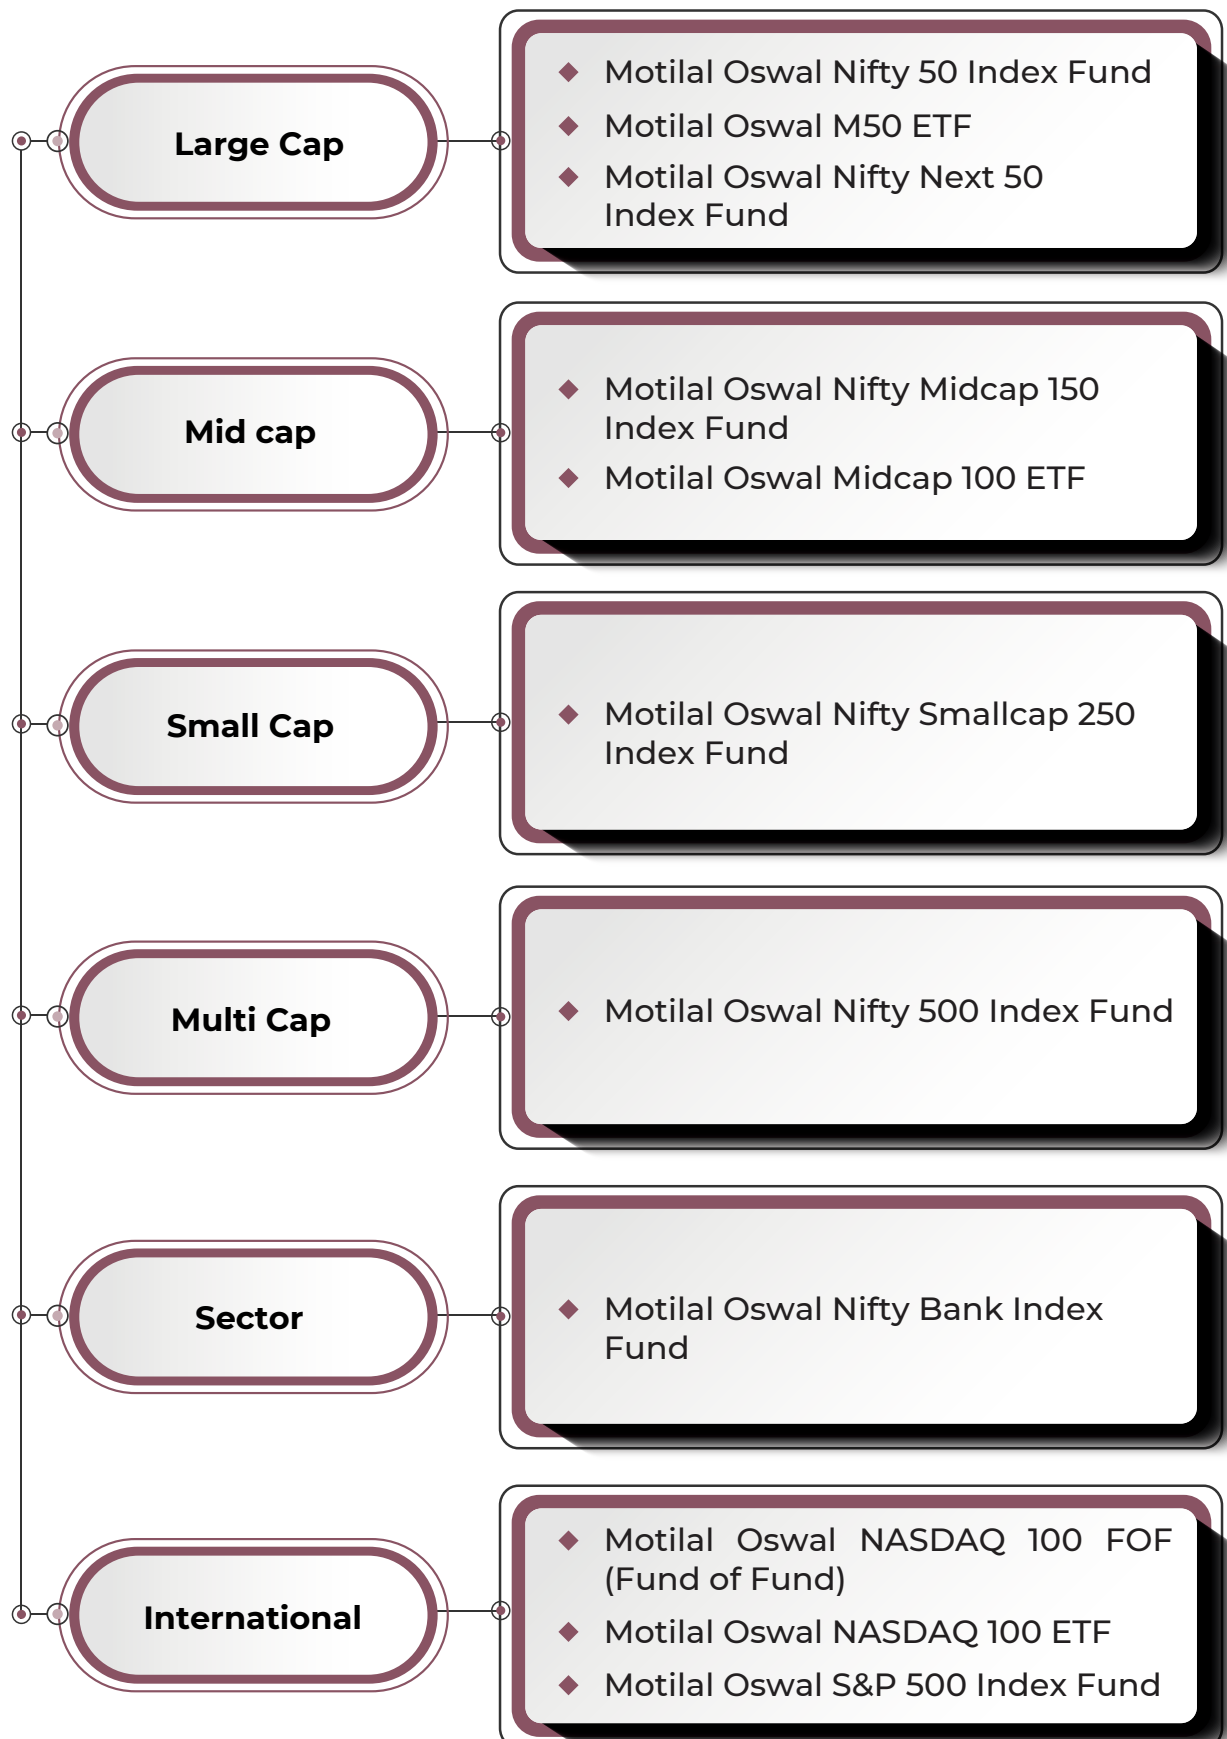 Large Cap
Motilal Oswal Nifty 50 Index Fund
Motilal Oswal M50 ETF
Motilal Oswal Nifty Next 50
Index Fund
Mid cap
Motilal Oswal Nifty Midcap 150
Index Fund
Motilal Oswal Midcap 100 ETF
Small Cap
Motilal Oswal Nifty Smallcap 250
Index Fund
Multi Cap
Motilal Oswal Nifty 500 Index Fund
Sector
Motilal Oswal Nifty Bank Index
Fund
International
Motilal Oswal NASDAQ 100 FOF
(Fund of Fund)
Motilal Oswal NASDAQ 100 ETF
Motilal Oswal S&P 500 Index Fund